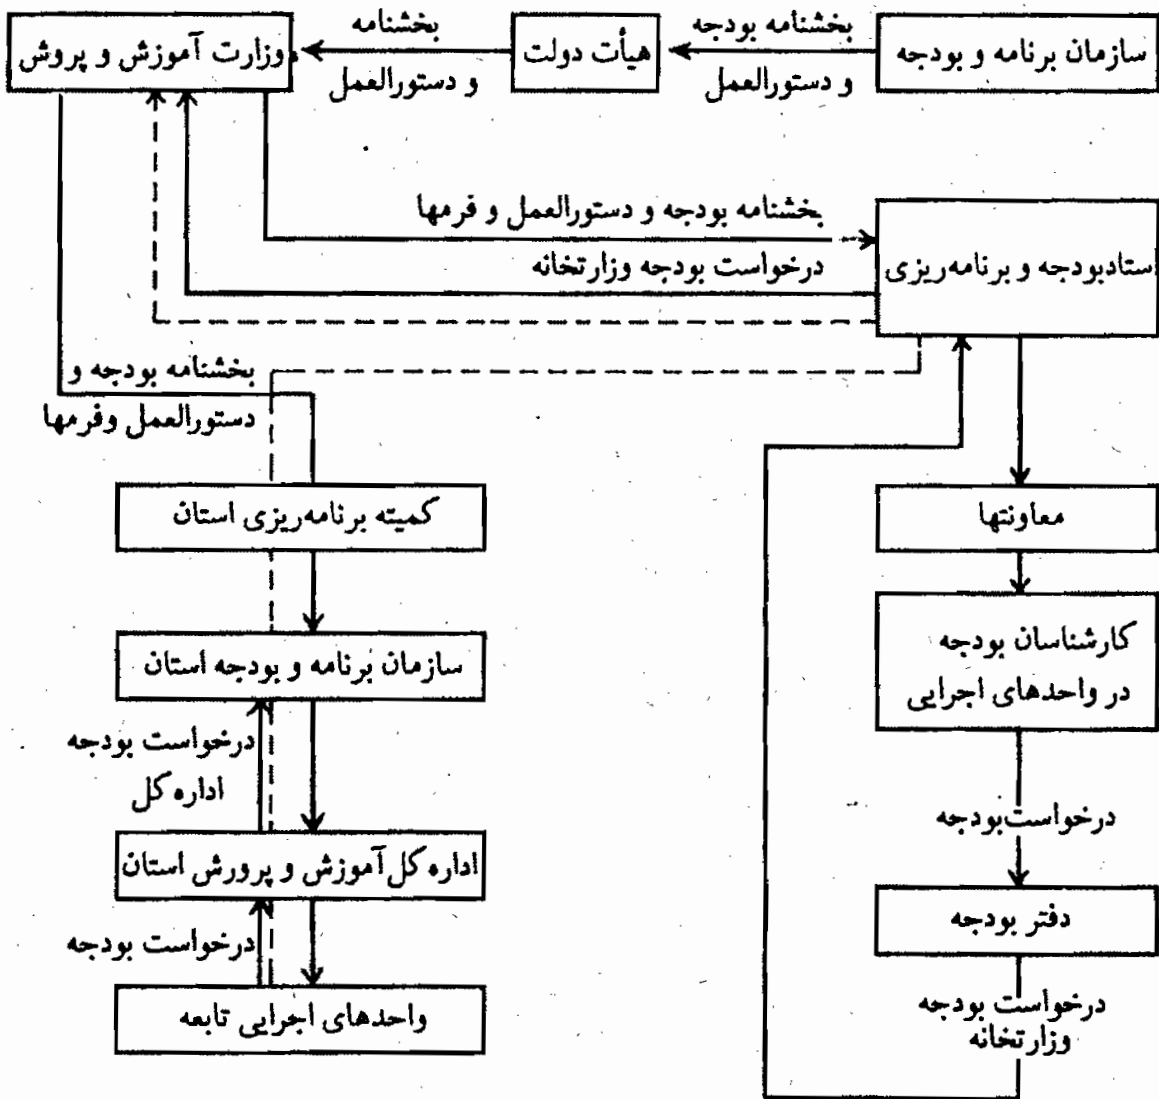 سازمان برنامه و بودجه
بخشنامه بودجه
و دستورالعمل
هیأت دولت
بخشنامه
و دستورالعمل
وزارت آموزش و پروش
بخشنامه بودجه و دستورالعمل و فرمها
درخواست بودجه وزارتخانه
ستادبودجه و برنامه‌ریزی
معاونتها
کارشناسان بودجه
در واحدهای اجرایی
درخواست‌بودجه
دفتر بودجه
درخواست بودجه
وزارتخانه
بخشنامه بودجه و
دستورالعمل وفرمها
کمیته برنامه‌ریزی استان
سازمان برنامه و بودجه استان
درخواست بودجه
اداره کل
اداره کل آموزش و پرورش استان
درخواست بودجه
واحدهای اجرایی تابعه